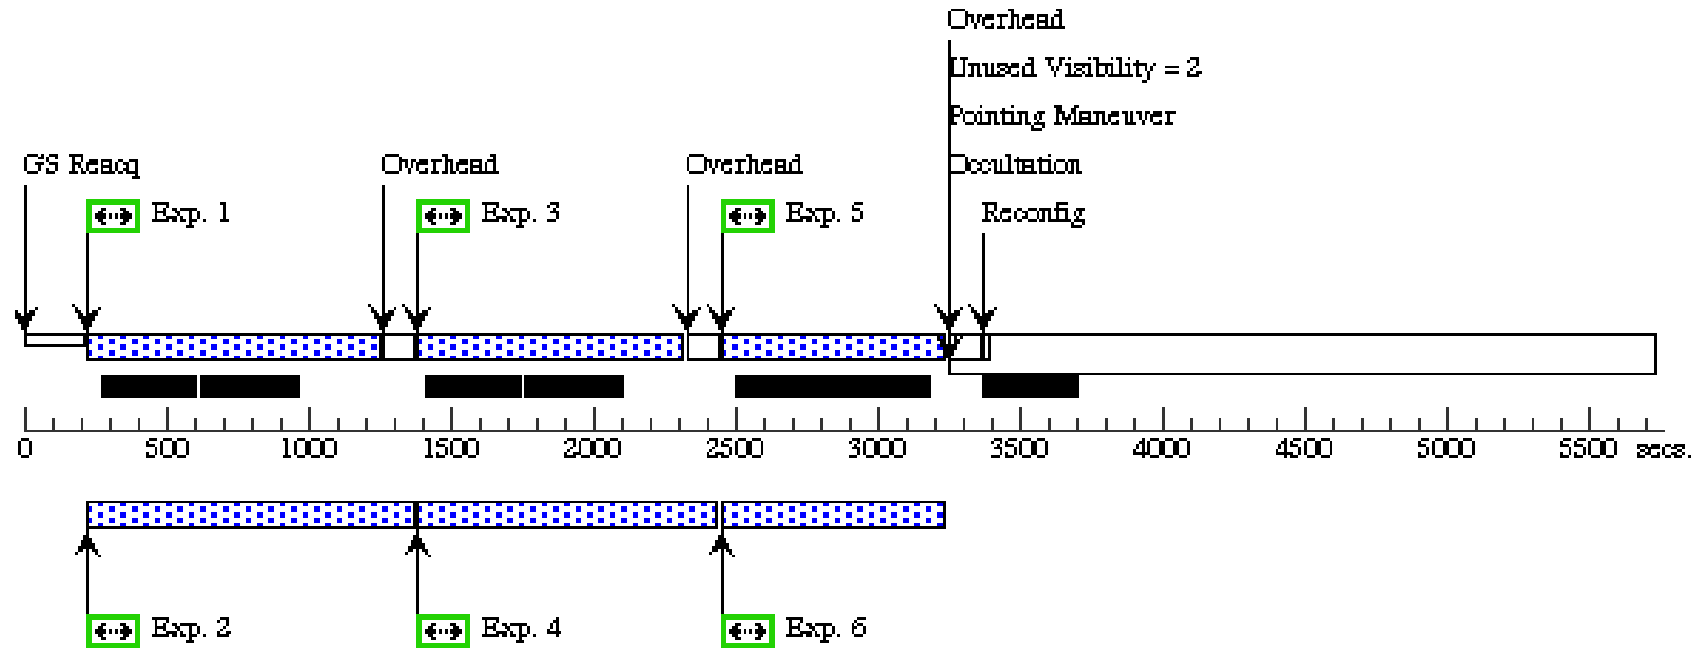 Overhead
Unused Visibility = 2
Pointing Maneuver
GS Reacq Overhead Overhead Occultation
Exp. 1 Exp. 3 Exp. 5 Reconfig
0 500 1000 1500 2000 2500 3000 3500 4000 4500 5000 5500 secs.
Exp. 2 Exp. 4 Exp. 6